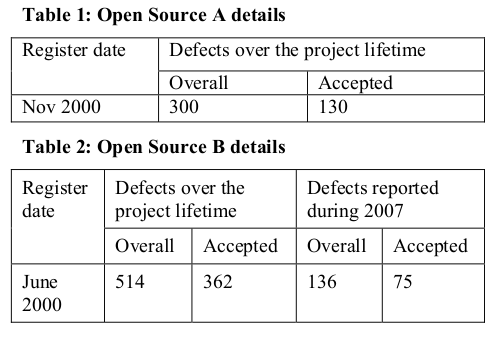 Table 1: Open Source A details
Register date Defects over the project lifetime
Overall Accepted
Nov 2000 300 130
Table 2: Open Source B details
Register date Defects over the project lifetime Defects reported during 2007
Overall Accepted Overall Accepted
June 2000 514 362 136 75